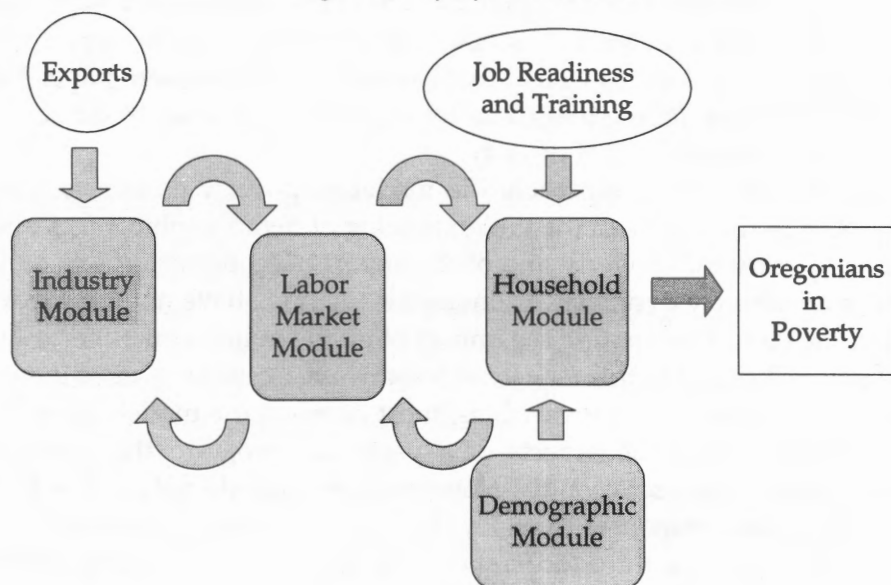 Exports
Job Readiness
and Training
Industry
Module
Labor
Market
Module
Household
Module
Oregonians
in
Poverty
Demographic
Module